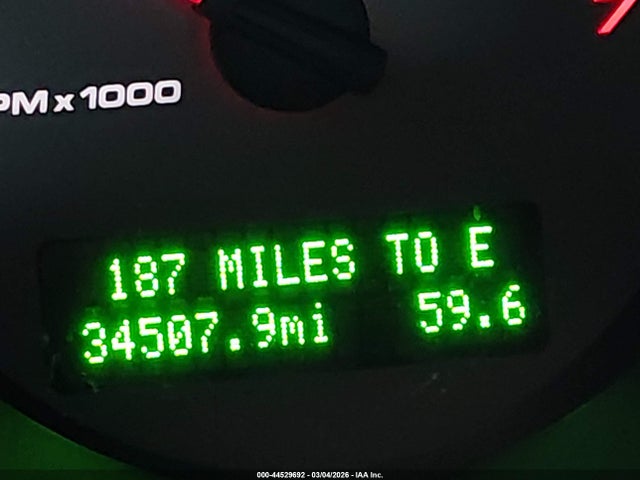 PM x 1000
187 MILES TO E
34507.9mi 59.6
000-44529692 - 03/04/2026 - IAA Inc.